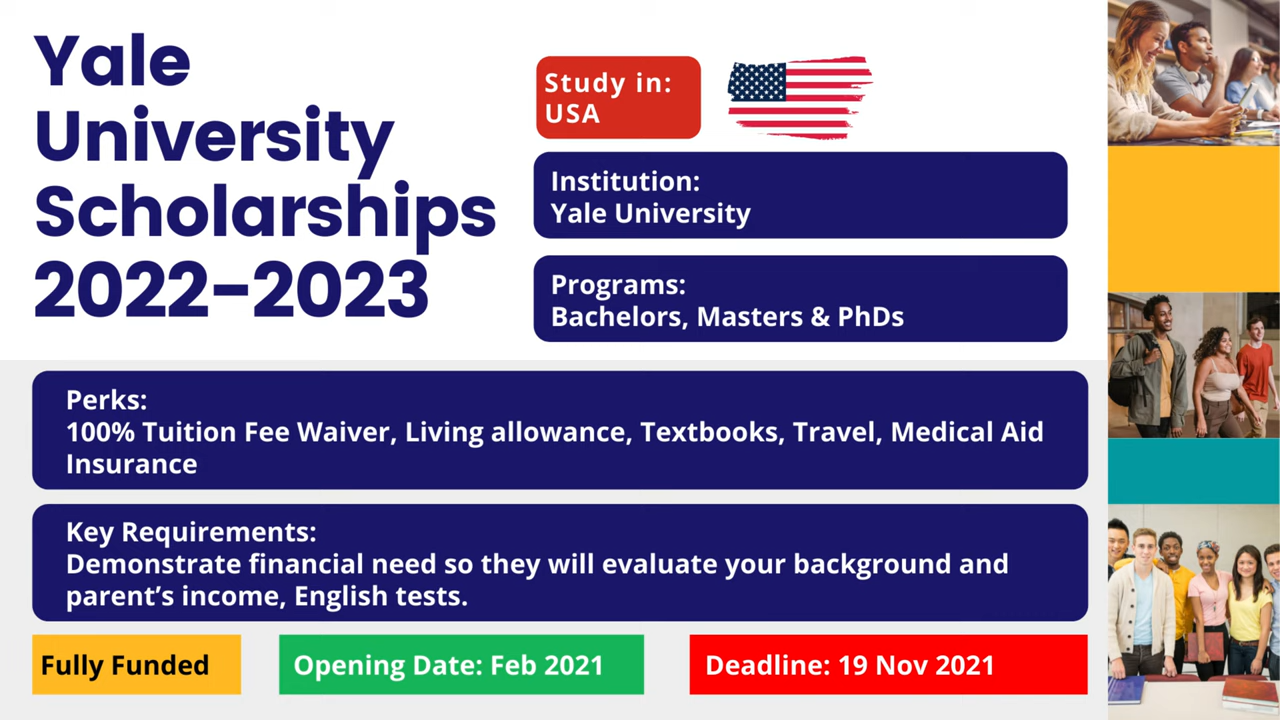 Yale
University
Scholarships
2022-2023
Study in:
USA
Institution:
Yale University
Programs:
Bachelors, Masters & PhDs
Perks:
100% Tuition Fee Waiver, Living allowance, Textbooks, Travel, Medical Aid
Insurance
Key Requirements:
Demonstrate financial need so they will evaluate your background and
parent’s income, English tests.
Fully Funded
Opening Date: Feb 2021
Deadline: 19 Nov 2021